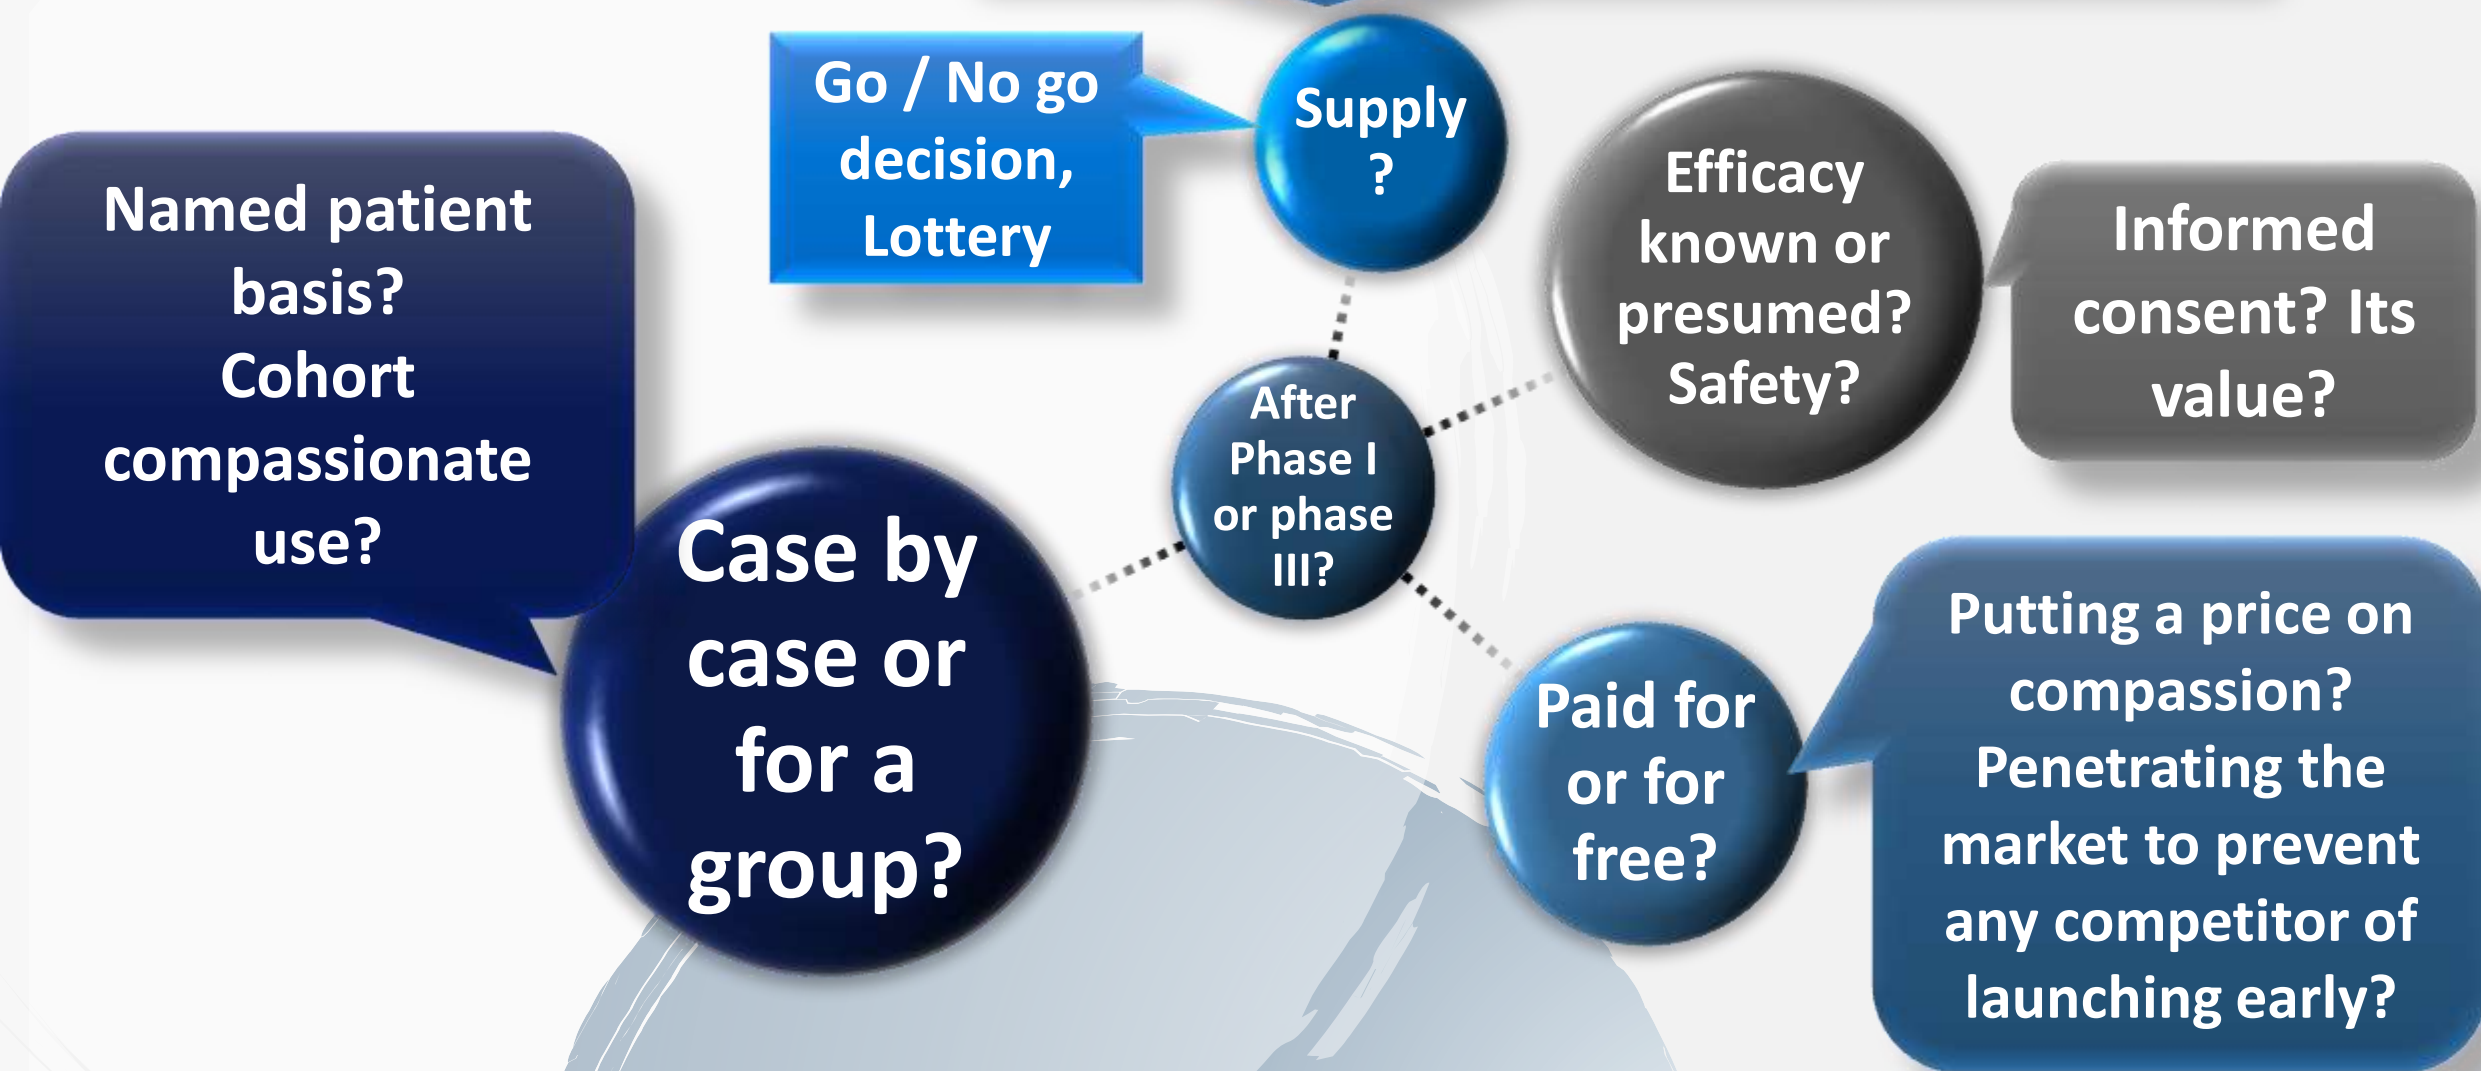 Go / No go
decision,
Lottery
Supply
?
Named patient
basis?
Cohort
compassionate
use?
Efficacy
known or
presumed?
Safety?
Informed
consent? Its
value?
After
Phase I
or phase
III?
Case by
case or
for a
group?
Paid for
or for
free?
Putting a price on
compassion?
Penetrating the
market to prevent
any competitor of
launching early?